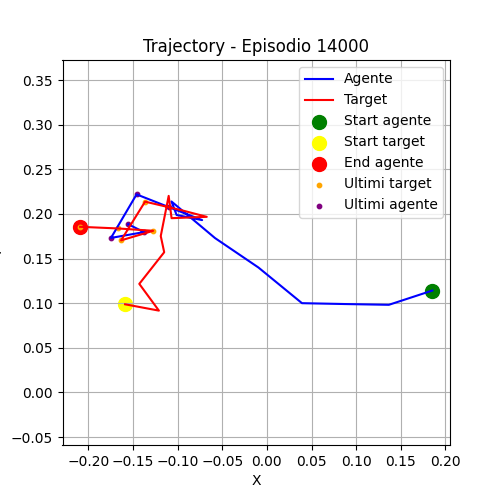 Trajectory - Episodio 14000
Agente
Target
Start agente
Start target
End agente
Ultimi target
Ultimi agente
0.35
0.30
0.25
0.20
0.15
0.10
0.05
0.00
−0.05
−0.20 −0.15 −0.10 −0.05 0.00 0.05 0.10 0.15 0.20
X